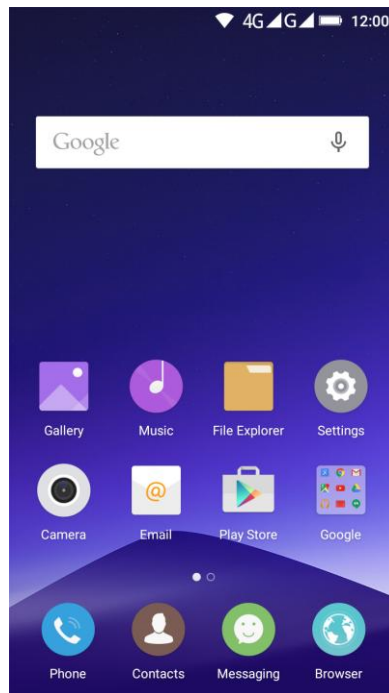 4G G 12:00
Google
Gallery Music File Explorer Settings
@
Camera Email Play Store Google
Phone Contacts Messaging Browser